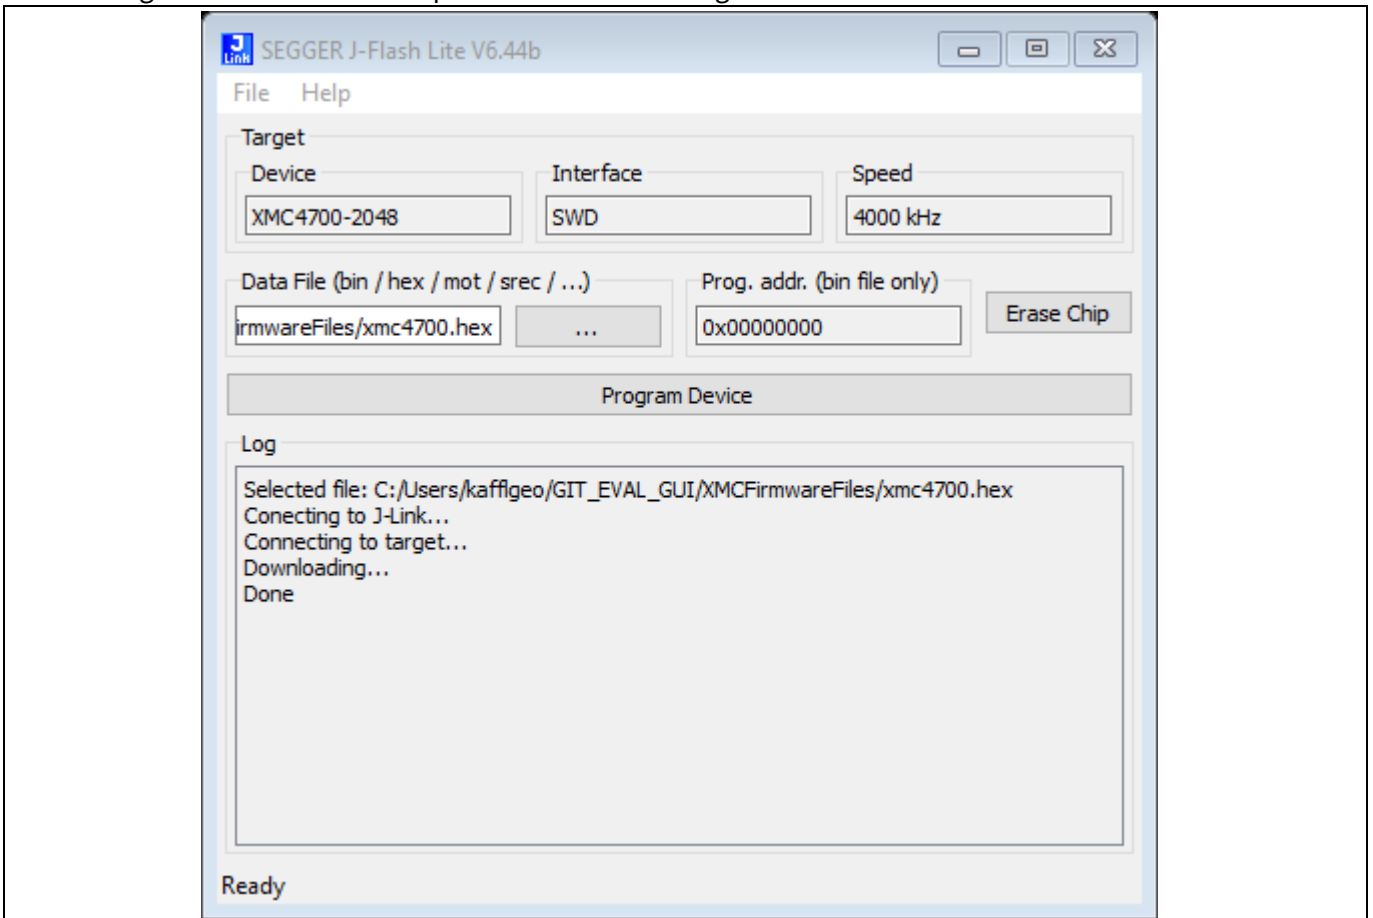 SEGGER J-Flash Lite V6.44b
File Help
Target
Device Interface Speed
XMC4700-2048 SWD 4000 kHz
Data File (bin / hex / mot / srec / ...) Prog. addr. (bin file only)
irmwareFiles/xmc4700.hex ... 0x00000000 Erase Chip
Program Device
Log
Selected file: C:/Users/kafflgeo/GIT_EVAL_GUI/XMCFirmwareFiles/xmc4700.hex
Conecting to J-Link...
Connecting to target...
Downloading...
Done
Ready